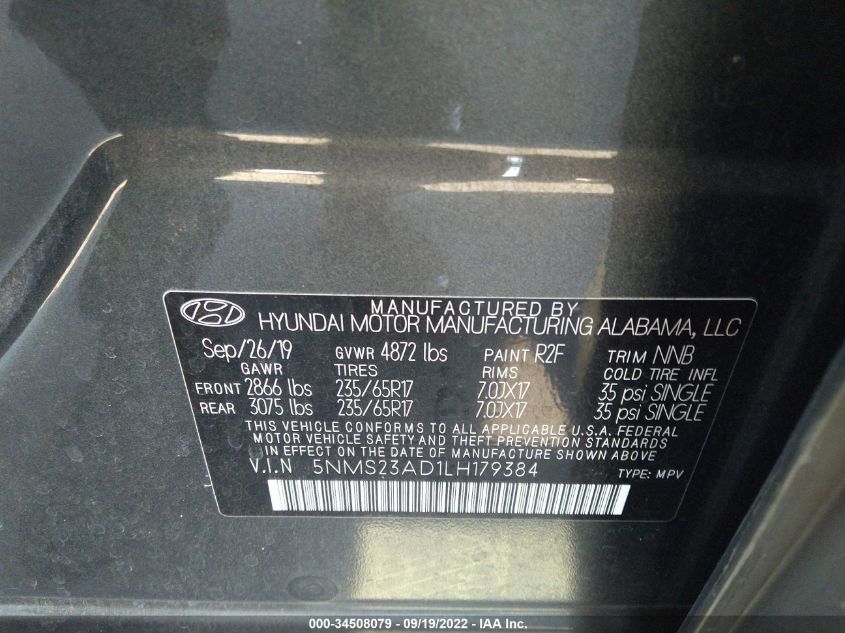 MANUFACTURED BY
HYUNDAI MOTOR MANUFACTURING ALABAMA, LLC
Sep/26/19 GVWR 4872 lbs PAINT R2F TRIM NNB
GAWR TIRES RIMS COLD TIRE INFL
FRONT 2866 lbs 235/65R17 7.0JX17 35 psi SINGLE
REAR 3075 lbs 235/65R17 7.0JX17 35 psi SINGLE
THIS VEHICLE CONFORMS TO ALL APPLICABLE U.S.A. FEDERAL
MOTOR VEHICLE SAFETY AND THEFT PREVENTION STANDARDS
IN EFFECT ON THE DATE OF MANUFACTURE SHOWN ABOVE.
V.I.N 5NMS23AD1LH179384 TYPE: MPV
000-34508079 - 09/19/2022 - IAA Inc.